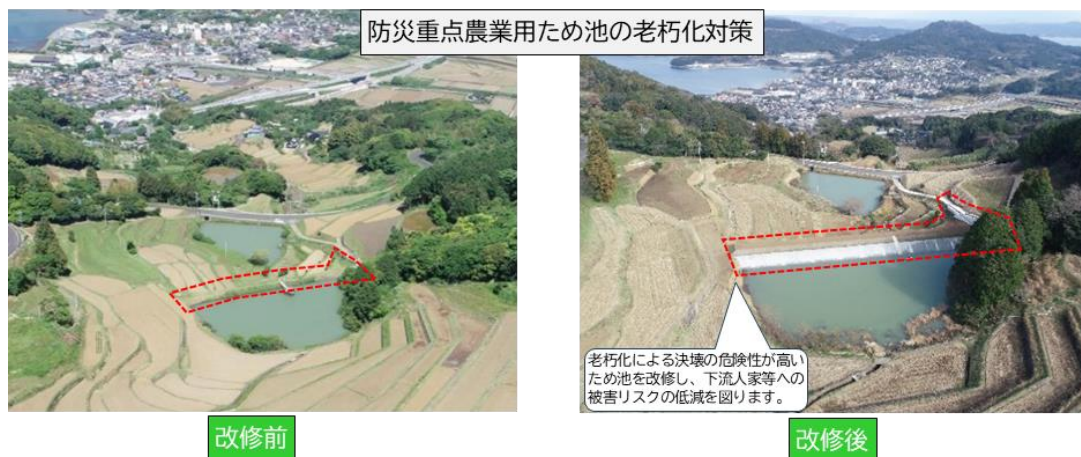 防災重点農業用ため池の老朽化対策
老朽化による決壊の危険性が高い
ため池を改修し、下流人家等への
被害リスクの低減を図ります。
改修前
改修後